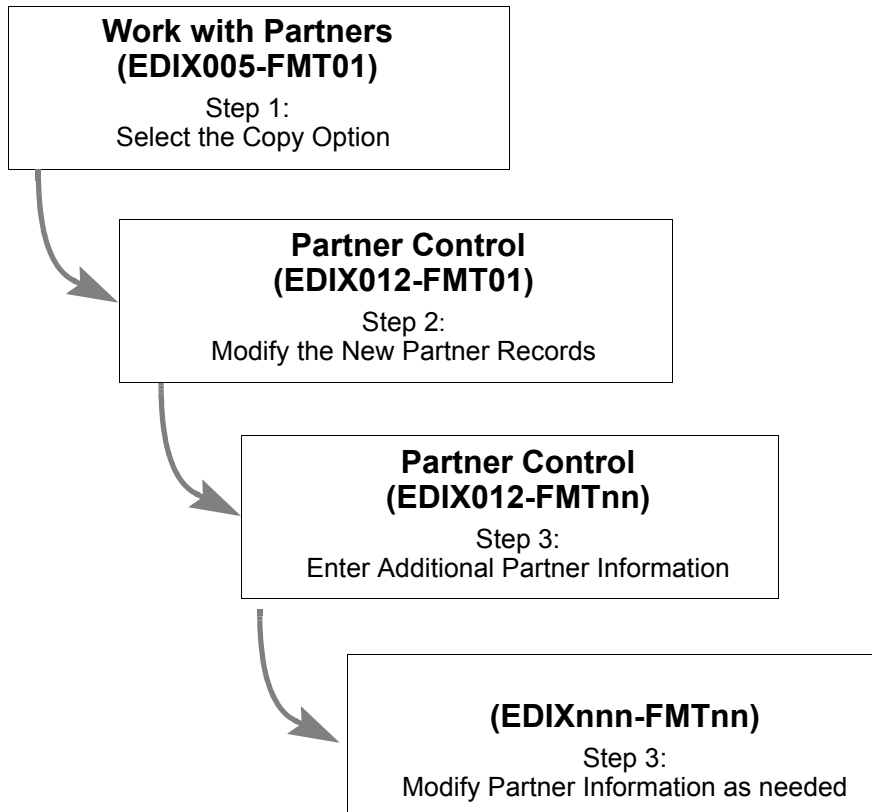 Work with Partners
(EDIX005-FMT01)
Step 1:
Select the Copy Option
Partner Control
(EDIX012-FMT01)
Step 2:
Modify the New Partner Records
Partner Control
(EDIX012-FMTnn)
Step 3:
Enter Additional Partner Information
(EDIXnnn-FMTnn)
Step 3:
Modify Partner Information as needed